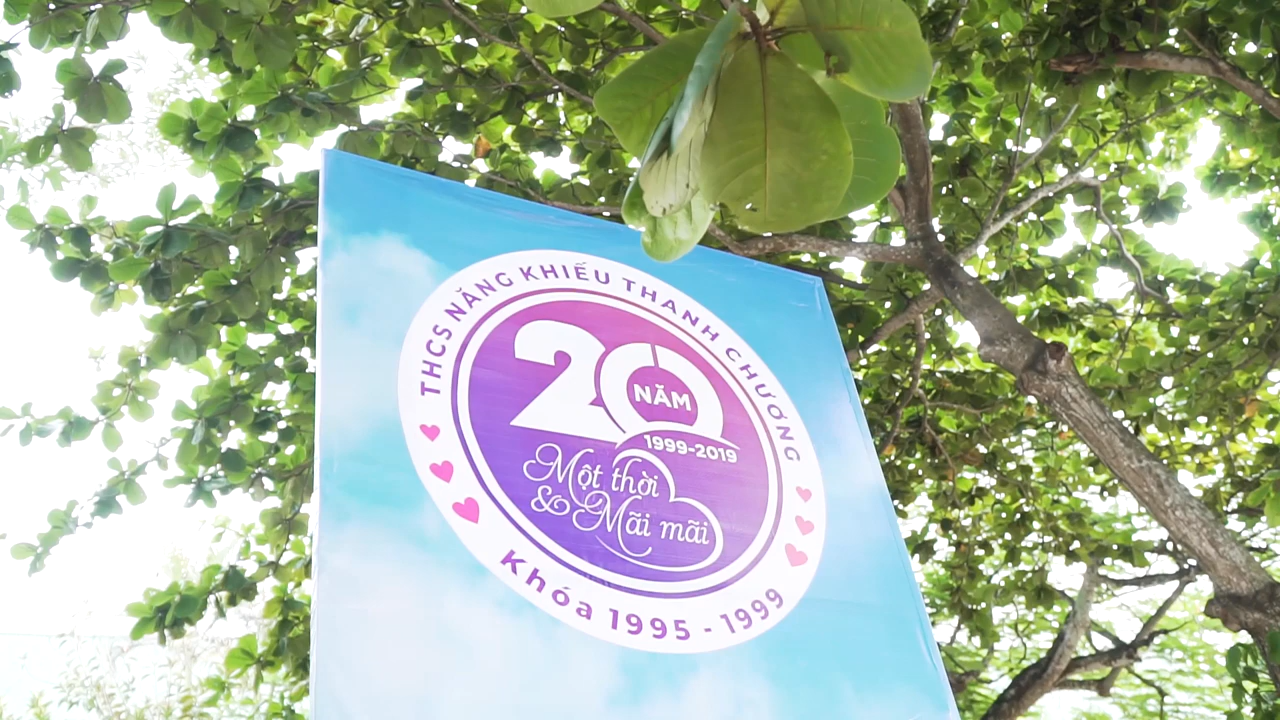 THCS NĂNG KHIẾU THANH CHƯƠNG
20
NĂM
1999-2019
Một thời
& Mãi mãi
Khóa 1995 - 1999